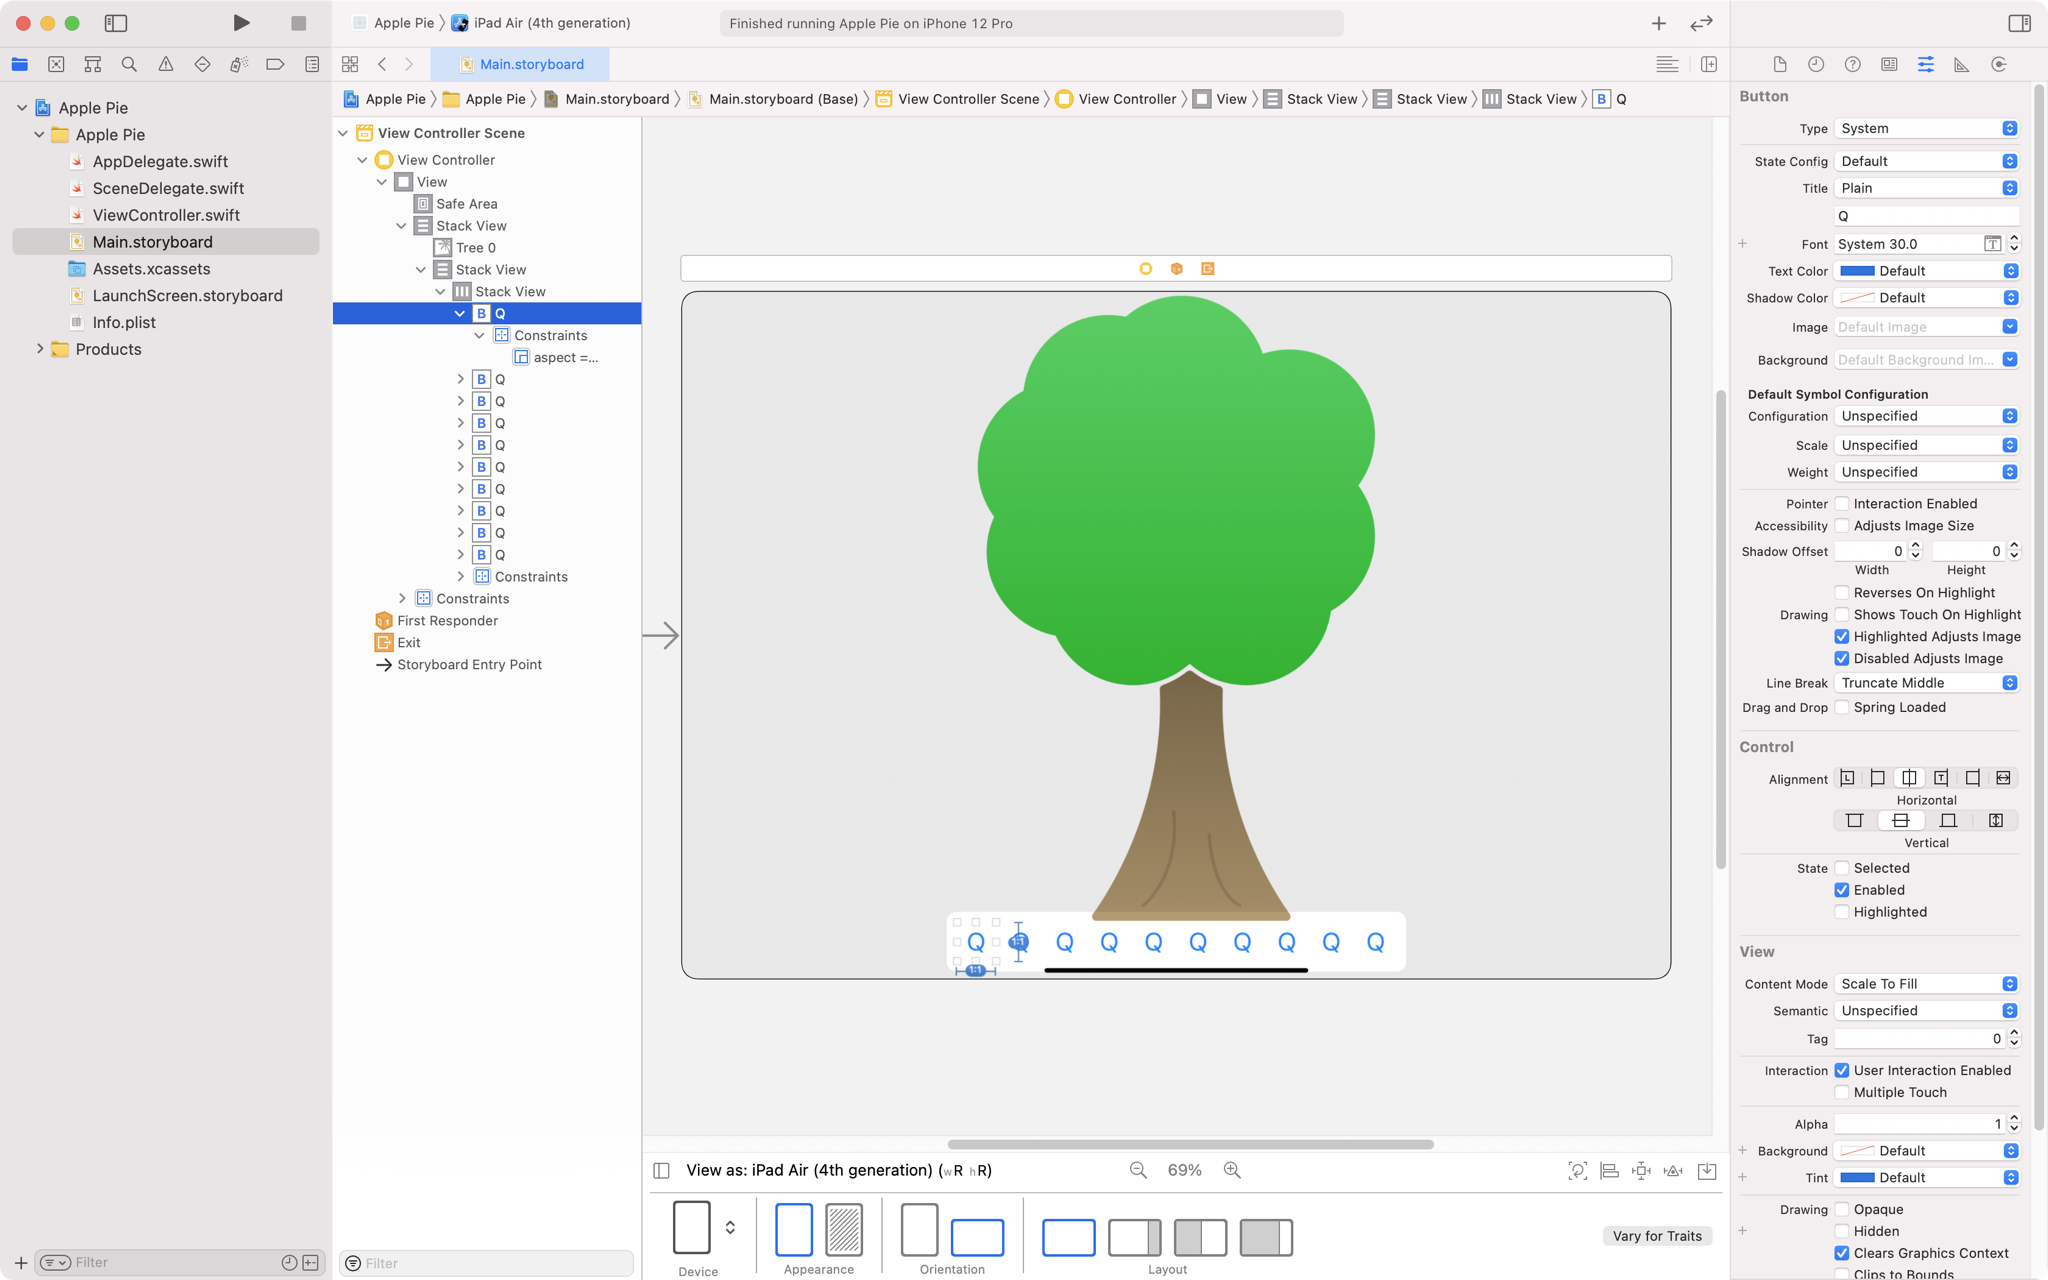 Apple Pie
iPad Air (4th generation)
Finished running Apple Pie on iPhone 12 Pro
Main.storyboard
Apple Pie
Apple Pie
Main.storyboard
Main.storyboard (Base)
View Controller Scene
View Controller
View
Stack View
Stack View
Stack View
B Q
Apple Pie
Apple Pie
AppDelegate.swift
SceneDelegate.swift
ViewController.swift
Main.storyboard
Assets.xcassets
LaunchScreen.storyboard
Info.plist
Products
Filter
View Controller Scene
View Controller
View
Safe Area
Stack View
Tree 0
Stack View
Stack View
B Q
Constraints
aspect =...
B Q
B Q
B Q
B Q
B Q
B Q
B Q
B Q
B Q
Constraints
Constraints
First Responder
Exit
Storyboard Entry Point
Filter
Q Q Q Q Q Q Q Q Q Q
1:1
1:1
View as: iPad Air (4th generation) (wR hR)
69%
Device
Appearance
Orientation
Layout
Vary for Traits
Button
Type System
State Config Default
Title Plain
Q
Font System 30.0 T
Text Color Default
Shadow Color Default
Image Default Image
Background Default Background Im...
Default Symbol Configuration
Configuration Unspecified
Scale Unspecified
Weight Unspecified
Pointer Interaction Enabled
Accessibility Adjusts Image Size
Shadow Offset 0 0
Width Height
Reverses On Highlight
Drawing Shows Touch On Highlight
Highlighted Adjusts Image
Disabled Adjusts Image
Line Break Truncate Middle
Drag and Drop Spring Loaded
Control
Alignment
Horizontal
Vertical
State Selected
Enabled
Highlighted
View
Content Mode Scale To Fill
Semantic Unspecified
Tag 0
Interaction User Interaction Enabled
Multiple Touch
Alpha 1
Background Default
Tint Default
Drawing Opaque
Hidden
Clears Graphics Context
Clips to Bounds